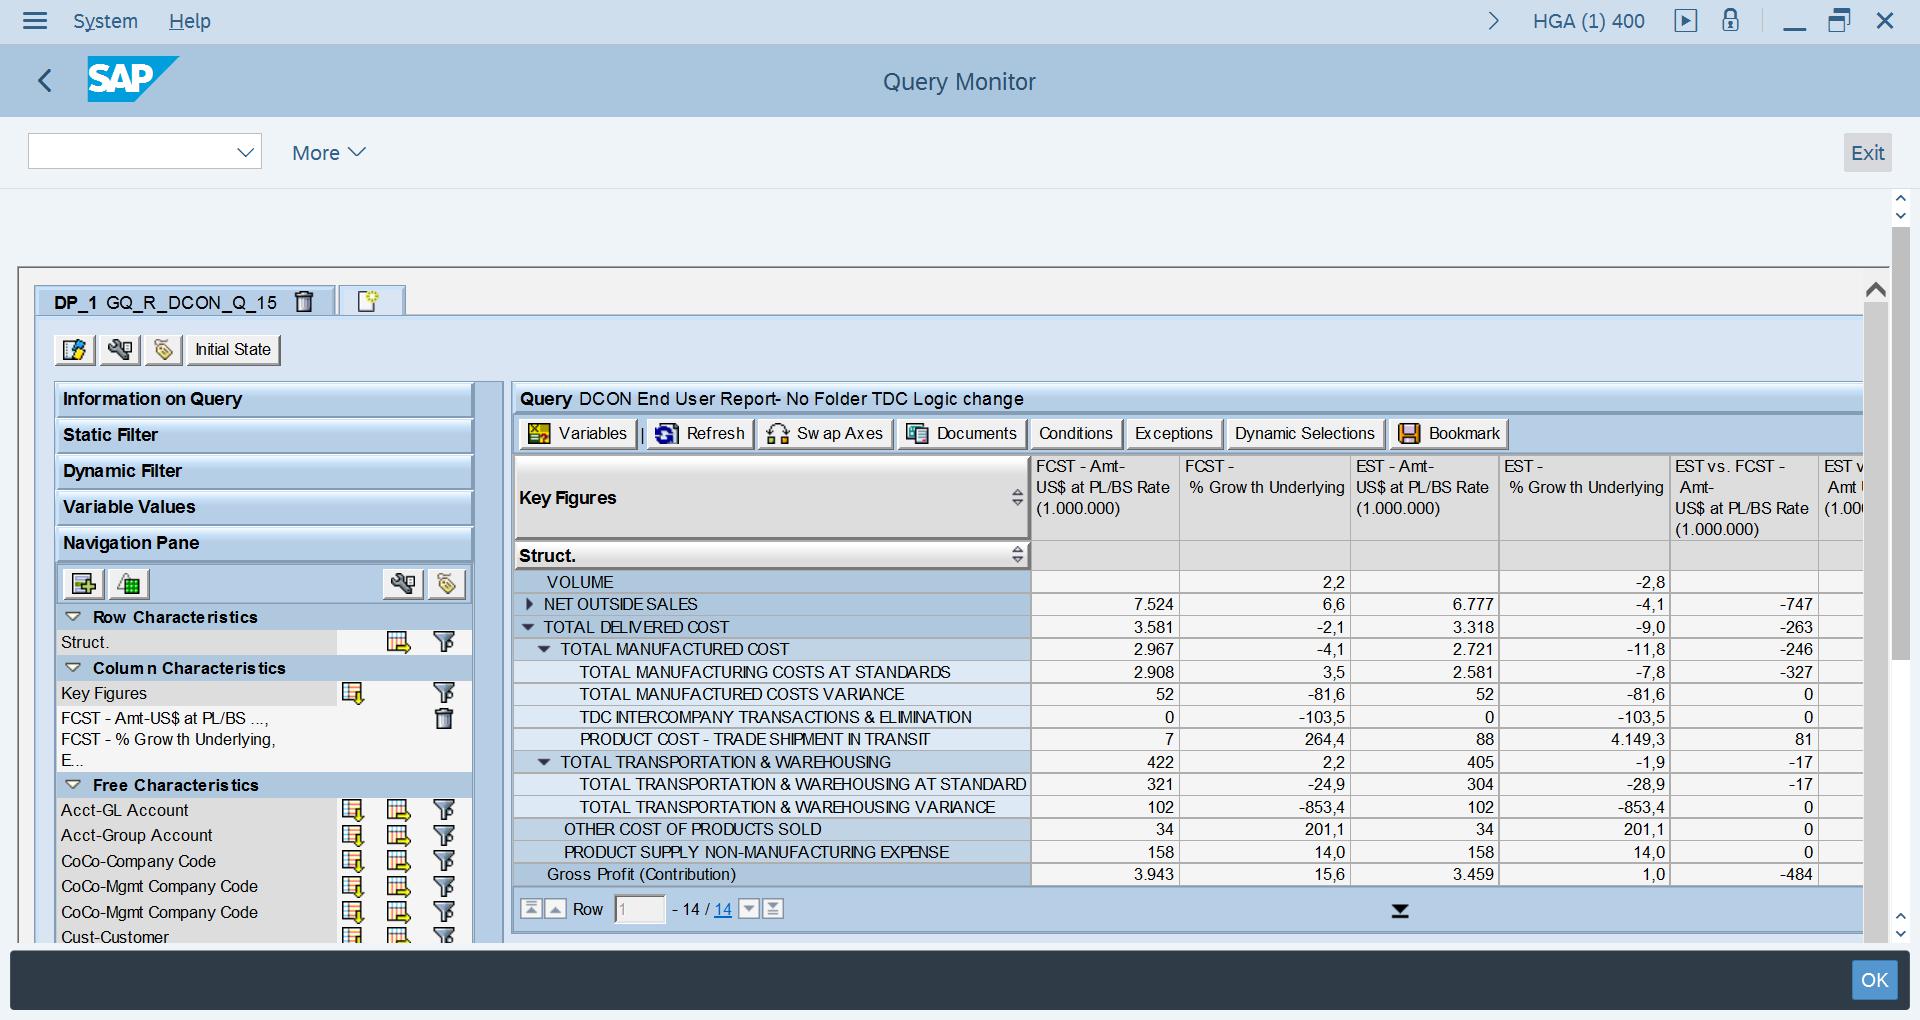 System Help HGA (1) 400
SAP Query Monitor
More Exit
DP_1 GQ_R_DCON_Q_15
Initial State
Information on Query
Static Filter
Dynamic Filter
Variable Values
Navigation Pane
Row Characteristics
Struct.
Column Characteristics
Key Figures
FCST - Amt-US$ at PL/BS ...,
FCST - % Growth Underlying,
E...
Free Characteristics
Acct-GL Account
Acct-Group Account
CoCo-Company Code
CoCo-Mgmt Company Code
CoCo-Mgmt Company Code
Cust-Customer
Query DCON End User Report- No Folder TDC Logic change
Variables | Refresh Swap Axes Documents Conditions Exceptions Dynamic Selections Bookmark
Key Figures
FCST - Amt-
US$ at PL/BS Rate
(1.000.000)
FCST -
% Growth Underlying
EST - Amt-
US$ at PL/BS Rate
(1.000.000)
EST -
% Growth Underlying
EST vs. FCST -
Amt-
US$ at PL/BS Rate
(1.000.000)
EST v
Amt
(1.00
Struct.
VOLUME 2,2 -2,8
NET OUTSIDE SALES 7.524 6,6 6.777 -4,1 -747
TOTAL DELIVERED COST 3.581 -2,1 3.318 -9,0 -263
TOTAL MANUFACTURED COST 2.967 -4,1 2.721 -11,8 -246
TOTAL MANUFACTURING COSTS AT STANDARDS 2.908 3,5 2.581 -7,8 -327
TOTAL MANUFACTURED COSTS VARIANCE 52 -81,6 52 -81,6 0
TDC INTERCOMPANY TRANSACTIONS & ELIMINATION 0 -103,5 0 -103,5 0
PRODUCT COST - TRADE SHIPMENT IN TRANSIT 7 264,4 88 4.149,3 81
TOTAL TRANSPORTATION & WAREHOUSING 422 2,2 405 -1,9 -17
TOTAL TRANSPORTATION & WAREHOUSING AT STANDARD 321 -24,9 304 -28,9 -17
TOTAL TRANSPORTATION & WAREHOUSING VARIANCE 102 -853,4 102 -853,4 0
OTHER COST OF PRODUCTS SOLD 34 201,1 34 201,1 0
PRODUCT SUPPLY NON-MANUFACTURING EXPENSE 158 14,0 158 14,0 0
Gross Profit (Contribution) 3.943 15,6 3.459 1,0 -484
Row 1 - 14 / 14
OK